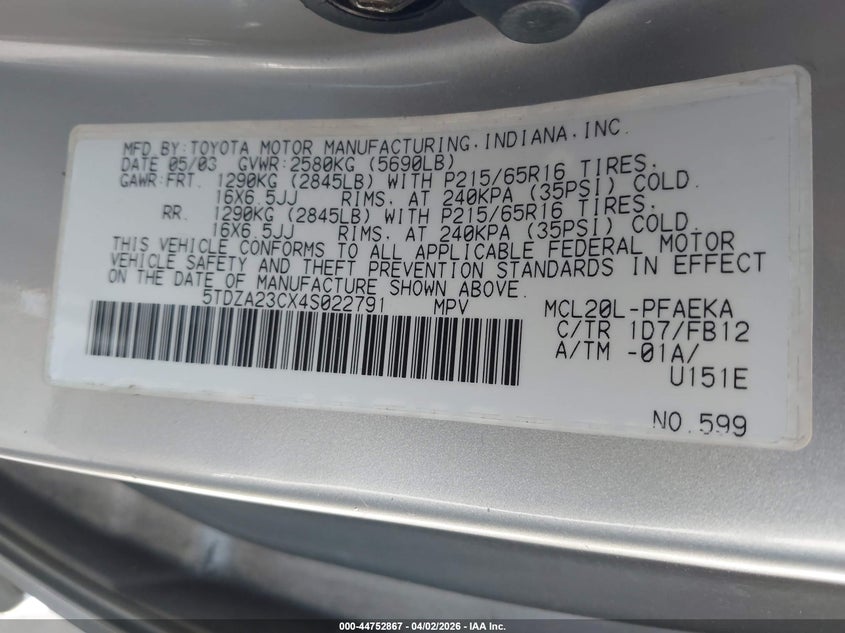 MFD.BY:TOYOTA MOTOR MANUFACTURING.INDIANA.INC.
DATE 05/03 GVWR:2580KG (5690LB)
GAWR:FRT. 1290KG (2845LB) WITH P215/65R16 TIRES.
16X6.5JJ RIMS. AT 240KPA (35PSI) COLD.
RR. 1290KG (2845LB) WITH P215/65R16 TIRES.
16X6.5JJ RIMS. AT 240KPA (35PSI) COLD.
THIS VEHICLE CONFORMS TO ALL APPLICABLE FEDERAL MOTOR
VEHICLE SAFETY AND THEFT PREVENTION STANDARDS IN EFFECT
ON THE DATE OF MANUFACTURE SHOWN ABOVE.
5TDZA23CX4S022791 MPV MCL20L-PFAEKA
C/TR 1D7/FB12
A/TM -01A/
U151E
NO.599
000-44752867 - 04/02/2026 - IAA Inc.